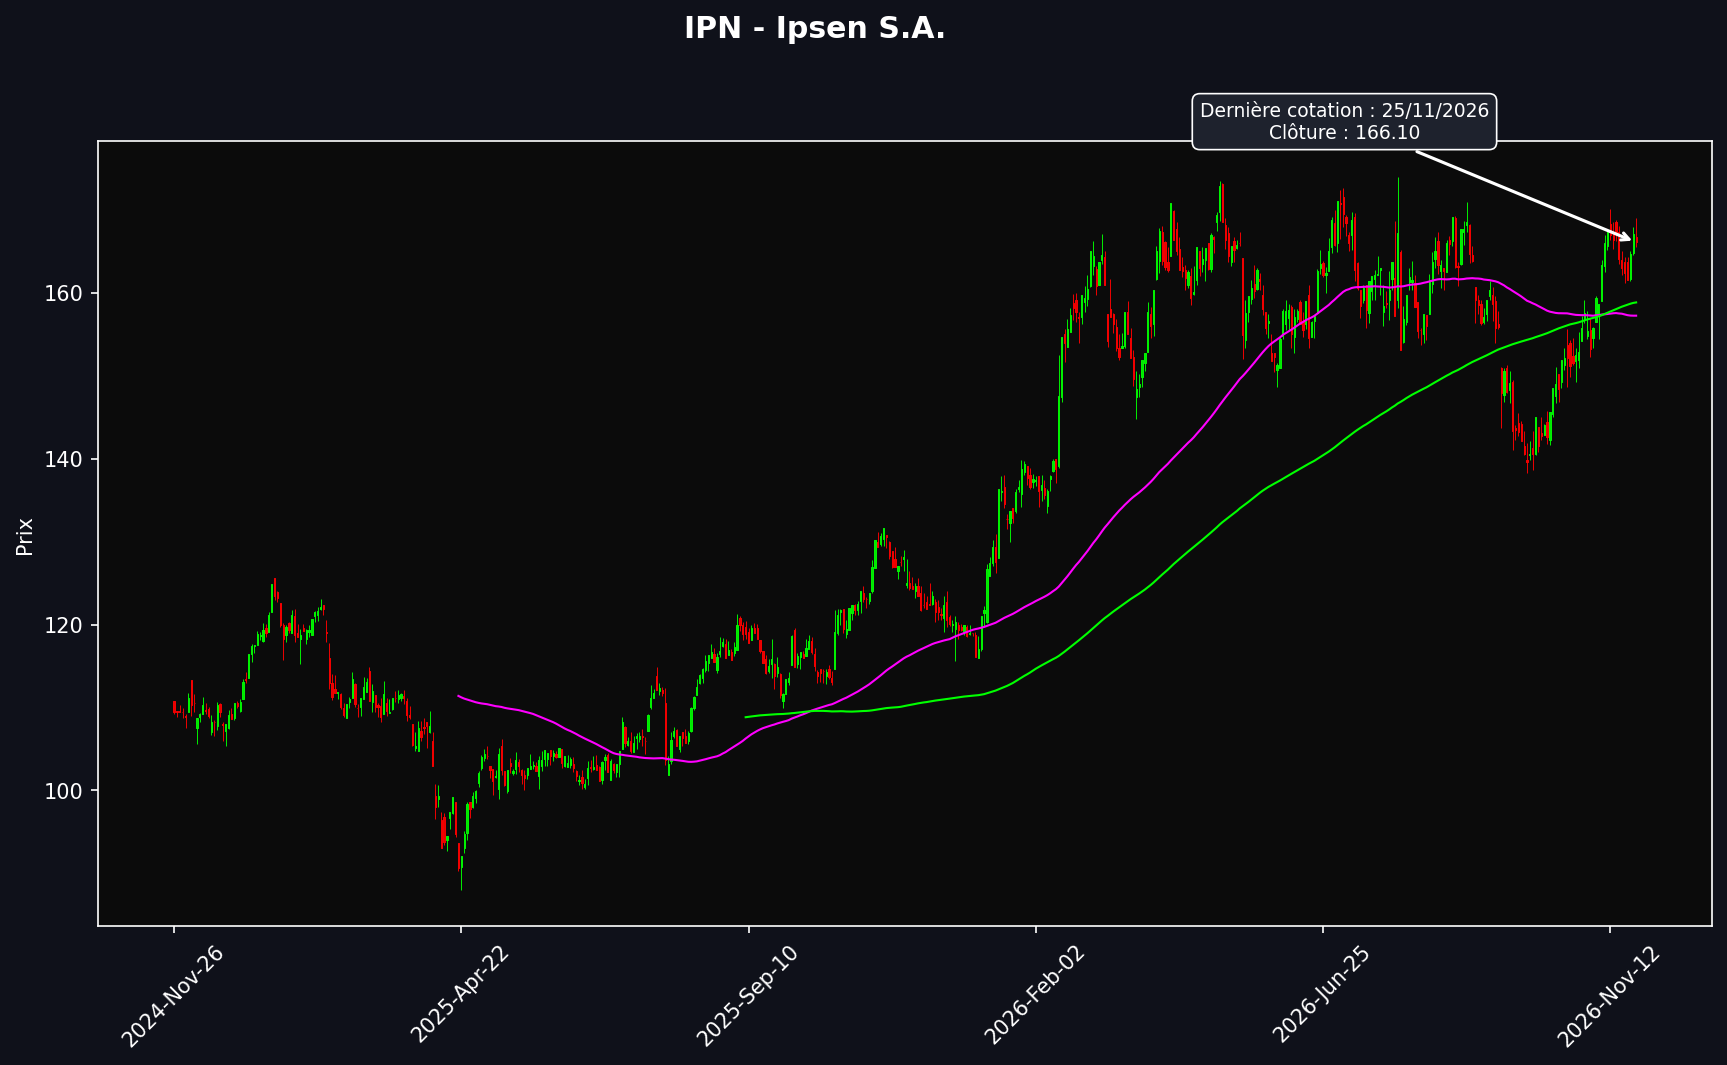 IPN - Ipsen S.A.
Dernière cotation : 25/11/2026
Clôture : 166.10
Prix
160
140
120
100
2024-Nov-26
2025-Apr-22
2025-Sep-10
2026-Feb-02
2026-Jun-25
2026-Nov-12